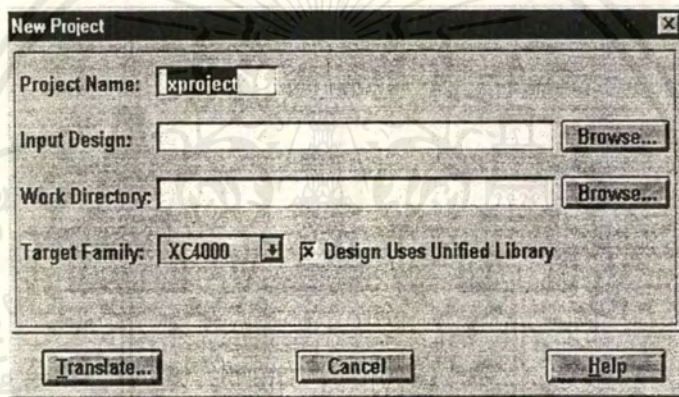 New Project
Project Name: xproject
Input Design: Browse...
Work Directory: Browse...
Target Family: XC4000 Design Uses Unified Library
Translate... Cancel Help